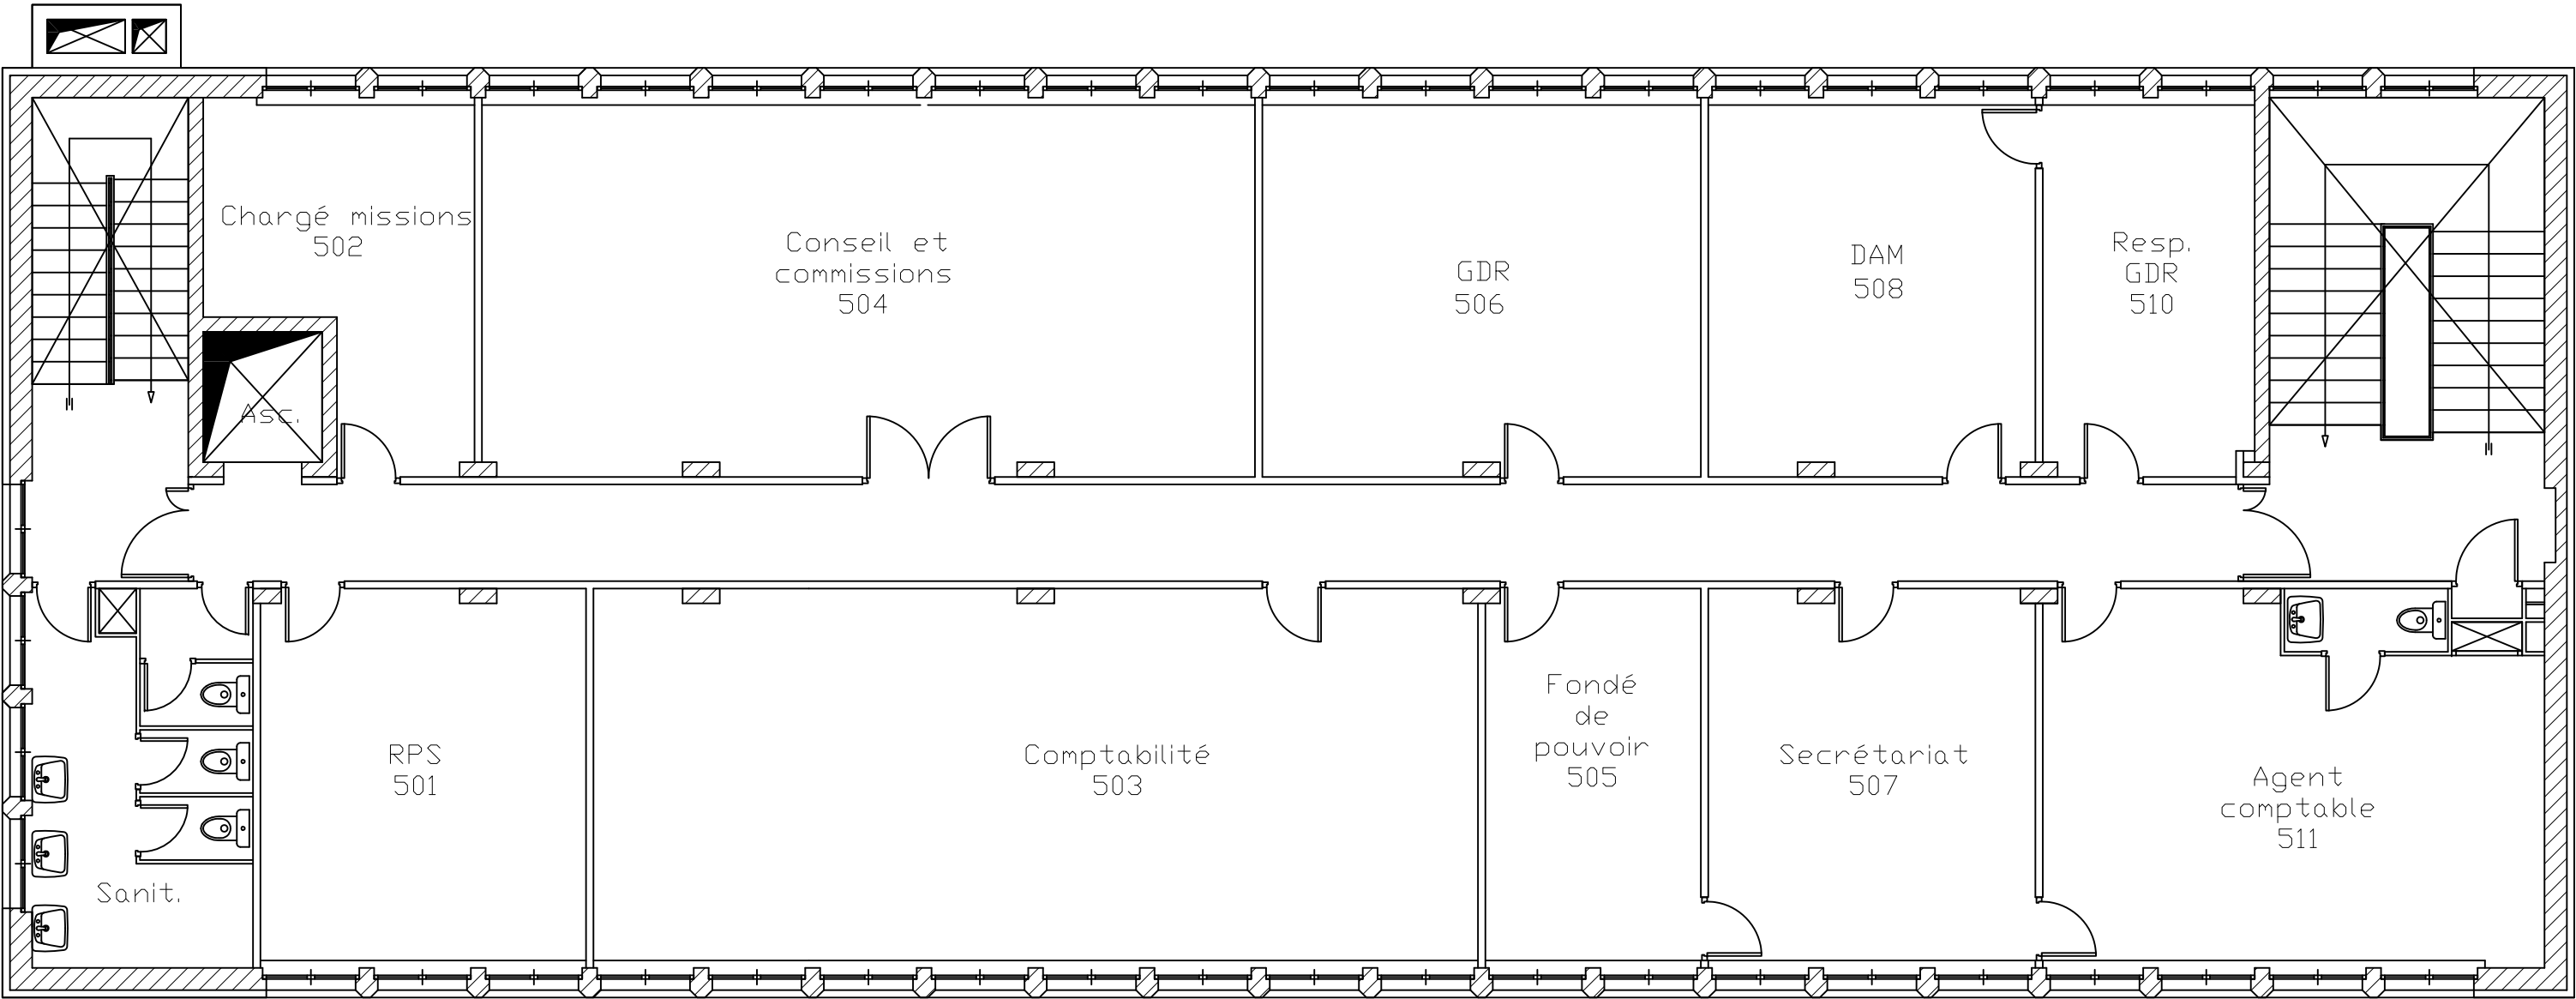 Chargé missions
502
Conseil et
commissions
504
GDR
506
DAM
508
Resp.
GDR
510
Asc.
RPS
501
Comptabilité
503
Fondé
de
pouvoir
505
Secrétariat
507
Agent
comptable
511
Sanit.